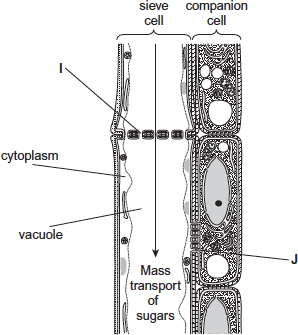 sieve
cell
companion
cell
I
cytoplasm
vacuole
Mass
transport
of
sugars
J